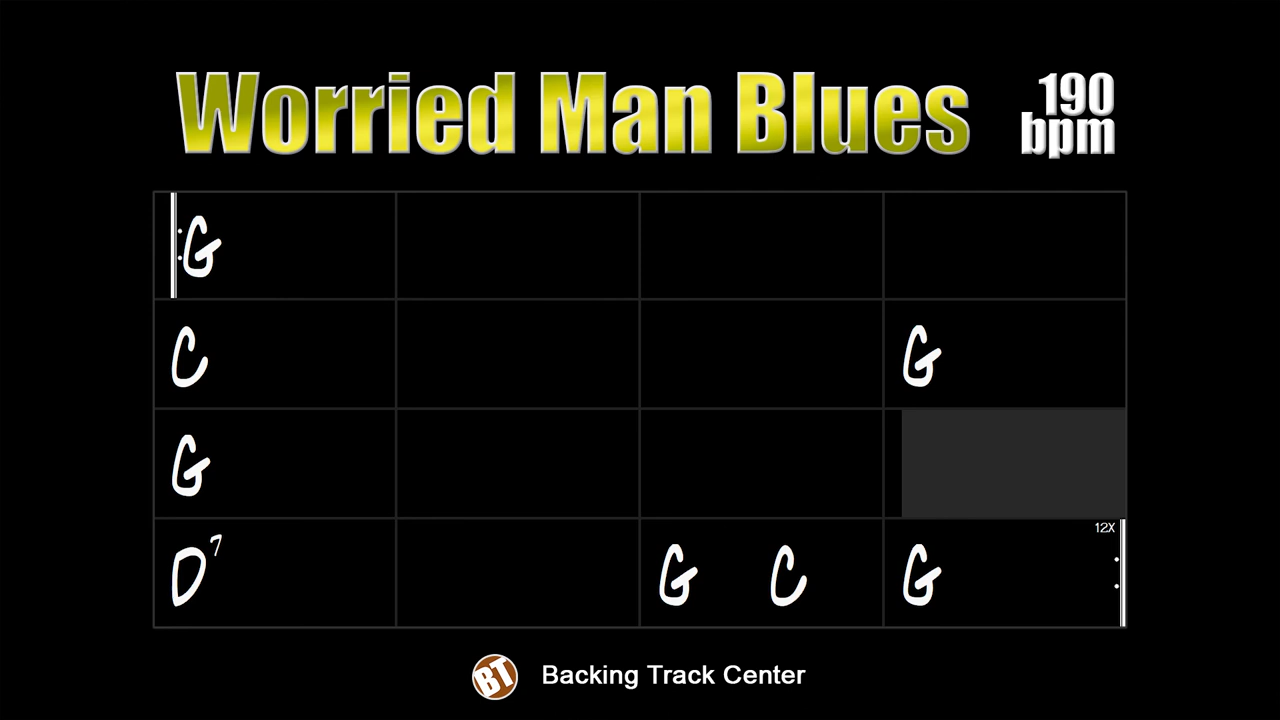 Worried Man Blues
190
bpm
G
C G
G
D7
12X
G C G
BT Backing Track Center